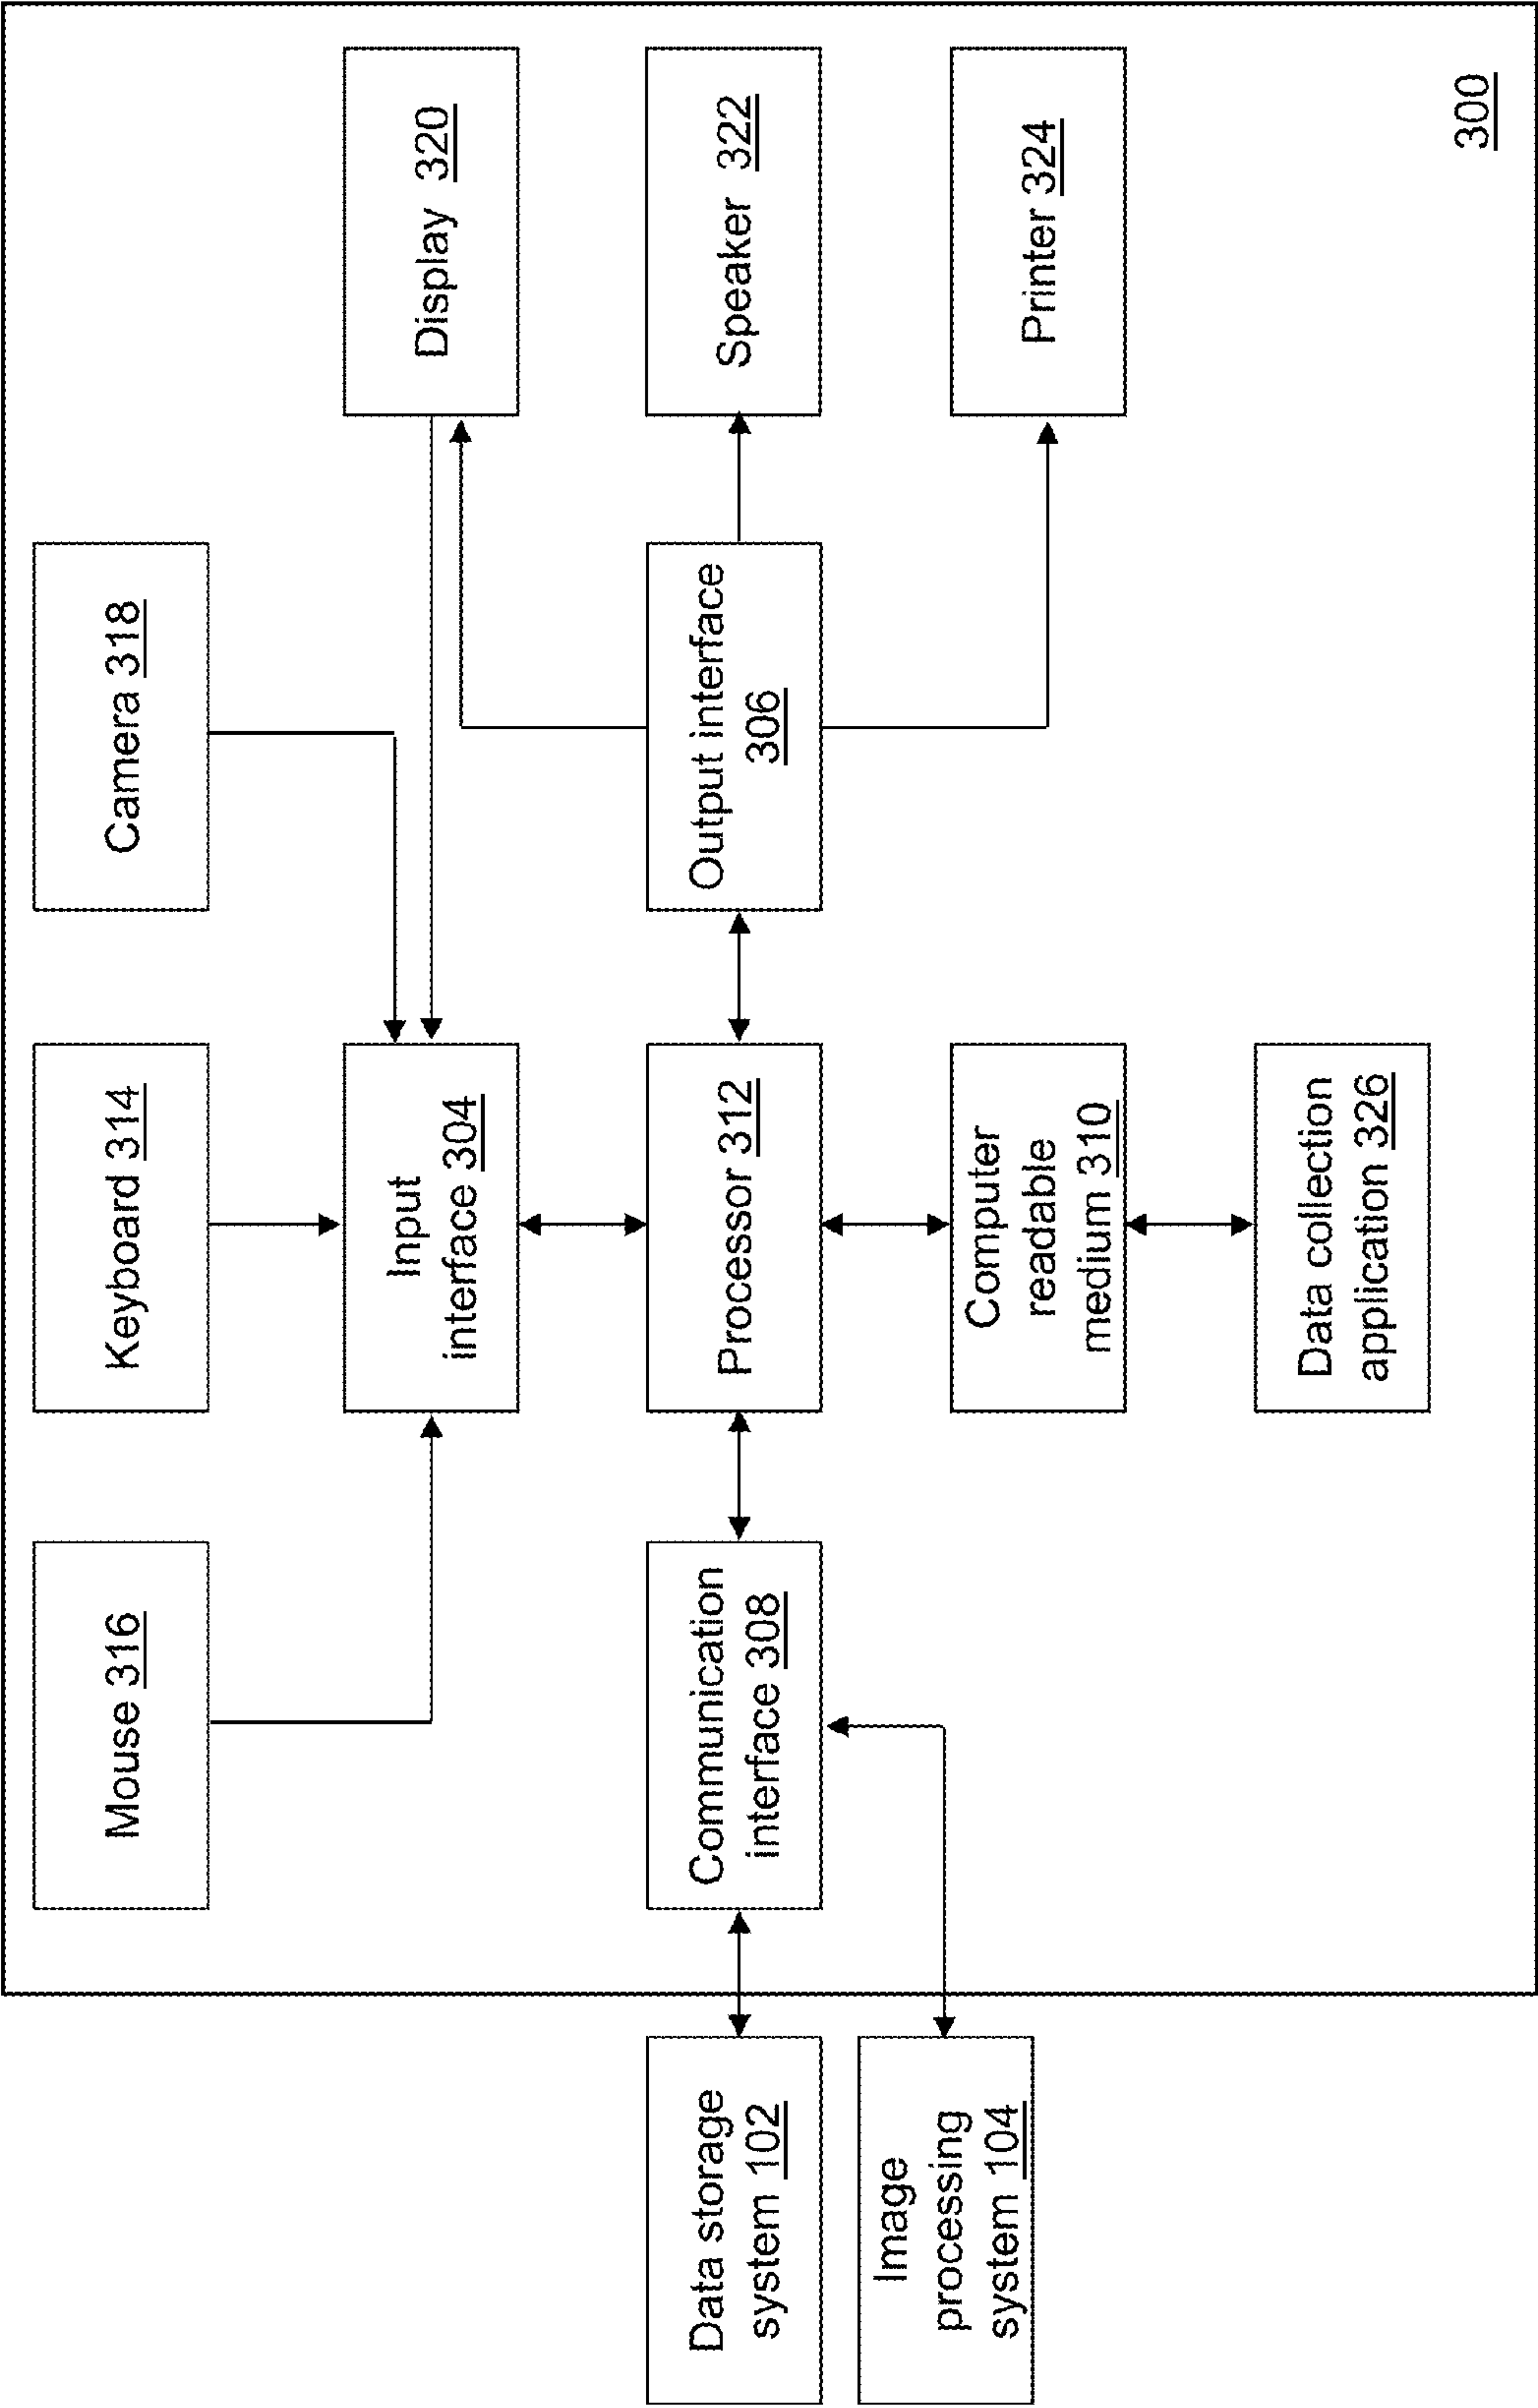 Mouse 316
Keyboard 314
Camera 318
Input
interface 304
Display 320
Data storage
system 102
Communication
interface 308
Processor 312
Output interface
306
Speaker 322
Image
processing
system 104
Computer
readable
medium 310
Printer 324
Data collection
application 326
300